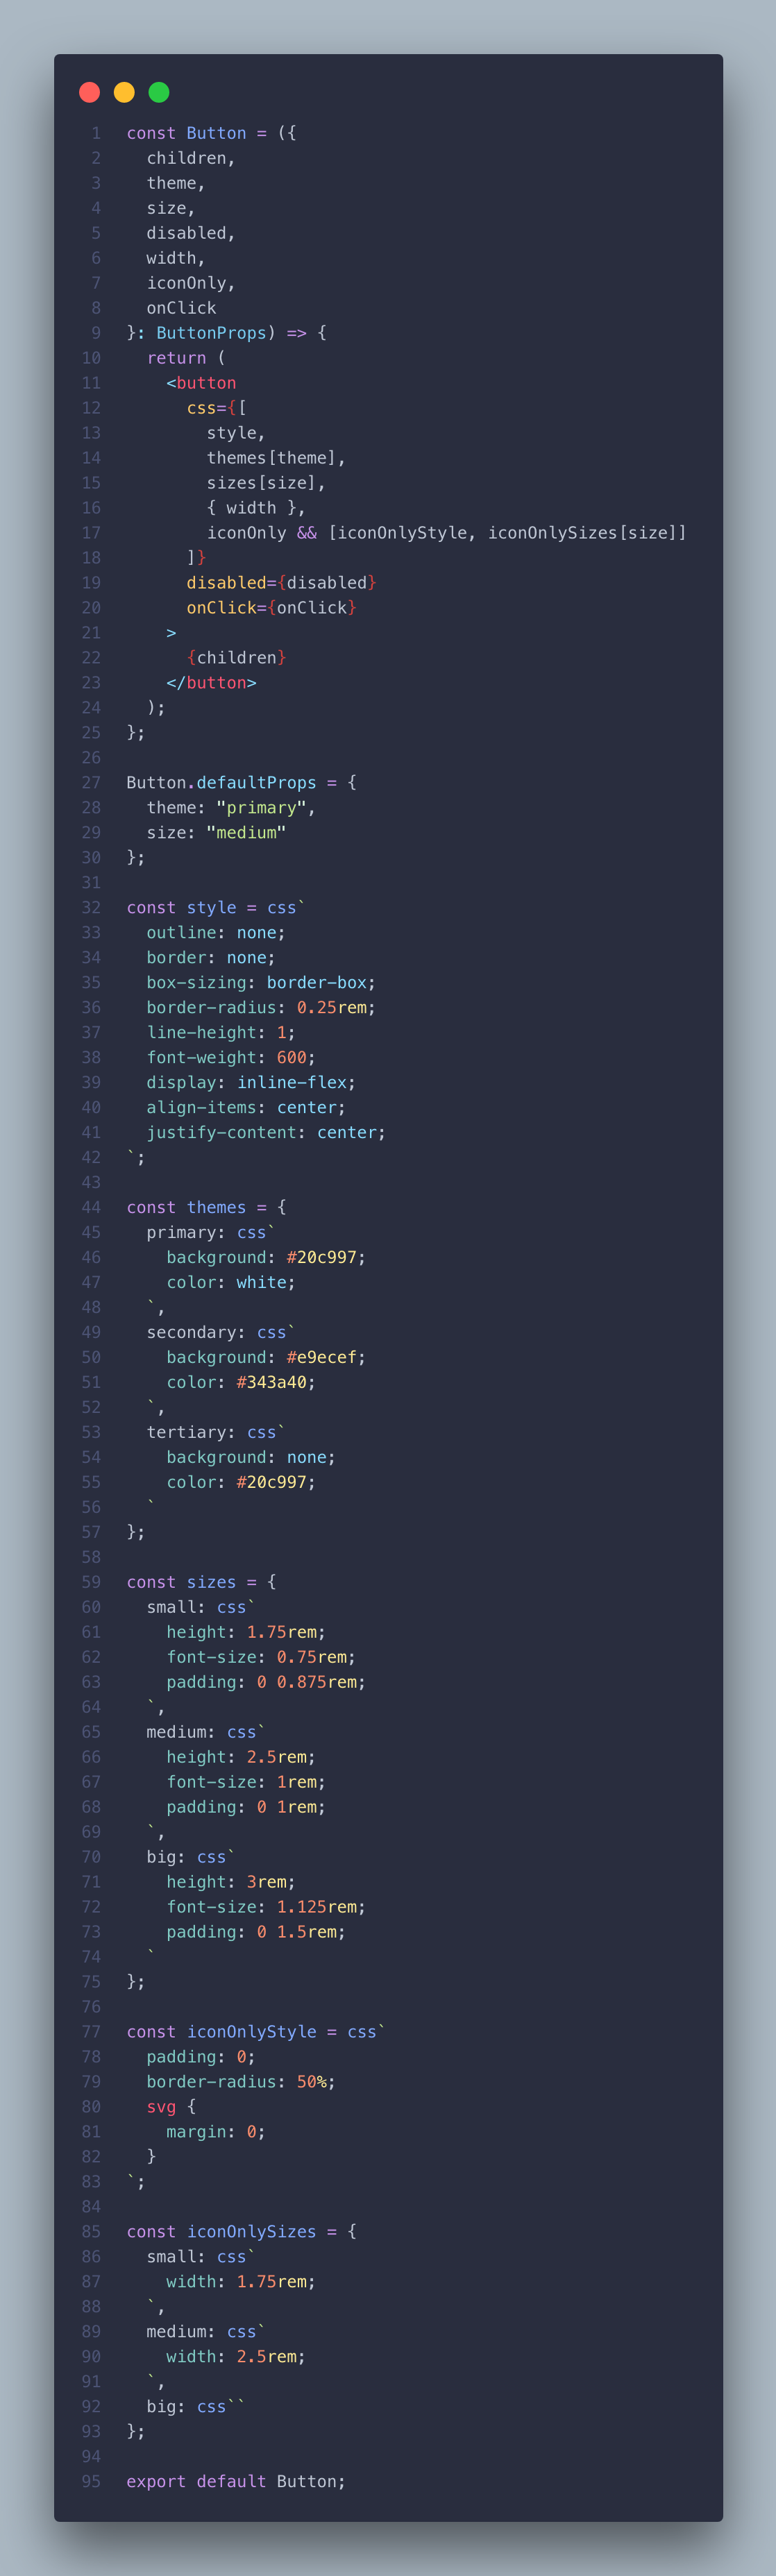 1 const Button = ({
2   children,
3   theme,
4   size,
5   disabled,
6   width,
7   iconOnly,
8   onClick
9 }: ButtonProps) => {
10   return (
11     <button
12       css={[
13         style,
14         themes[theme],
15         sizes[size],
16         { width },
17         iconOnly && [iconOnlyStyle, iconOnlySizes[size]]
18       ]}
19       disabled={disabled}
20       onClick={onClick}
21     >
22       {children}
23     </button>
24   );
25 };
26
27 Button.defaultProps = {
28   theme: "primary",
29   size: "medium"
30 };
31
32 const style = css`
33   outline: none;
34   border: none;
35   box-sizing: border-box;
36   border-radius: 0.25rem;
37   line-height: 1;
38   font-weight: 600;
39   display: inline-flex;
40   align-items: center;
41   justify-content: center;
42 `;
43
44 const themes = {
45   primary: css`
46     background: #20c997;
47     color: white;
48   `,
49   secondary: css`
50     background: #e9ecef;
51     color: #343a40;
52   `,
53   tertiary: css`
54     background: none;
55     color: #20c997;
56   `
57 };
58
59 const sizes = {
60   small: css`
61     height: 1.75rem;
62     font-size: 0.75rem;
63     padding: 0 0.875rem;
64   `,
65   medium: css`
66     height: 2.5rem;
67     font-size: 1rem;
68     padding: 0 1rem;
69   `,
70   big: css`
71     height: 3rem;
72     font-size: 1.125rem;
73     padding: 0 1.5rem;
74   `
75 };
76
77 const iconOnlyStyle = css`
78   padding: 0;
79   border-radius: 50%;
80   svg {
81     margin: 0;
82   }
83 `;
84
85 const iconOnlySizes = {
86   small: css`
87     width: 1.75rem;
88   `,
89   medium: css`
90     width: 2.5rem;
91   `,
92   big: css``
93 };
94
95 export default Button;